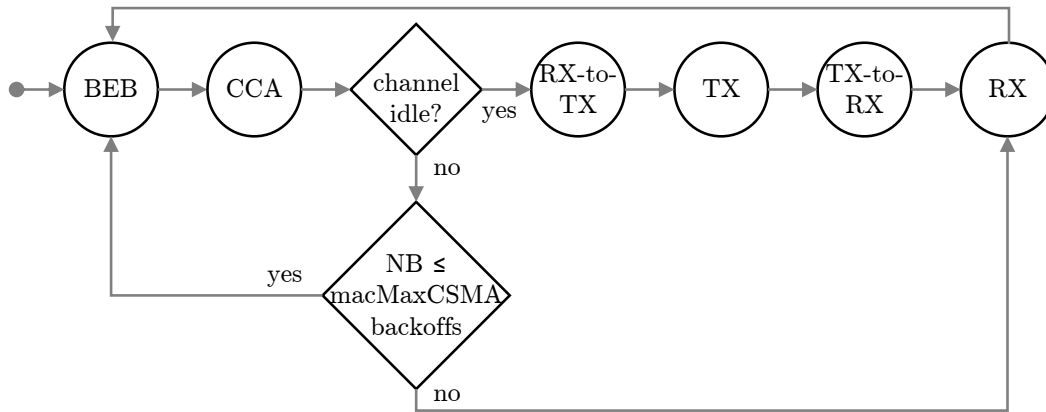 BEB
CCA
channel
idle?
yes
RX-to-
TX
TX
TX-to-
RX
RX
no
NB ≤
macMaxCSMA
backoffs
yes
no